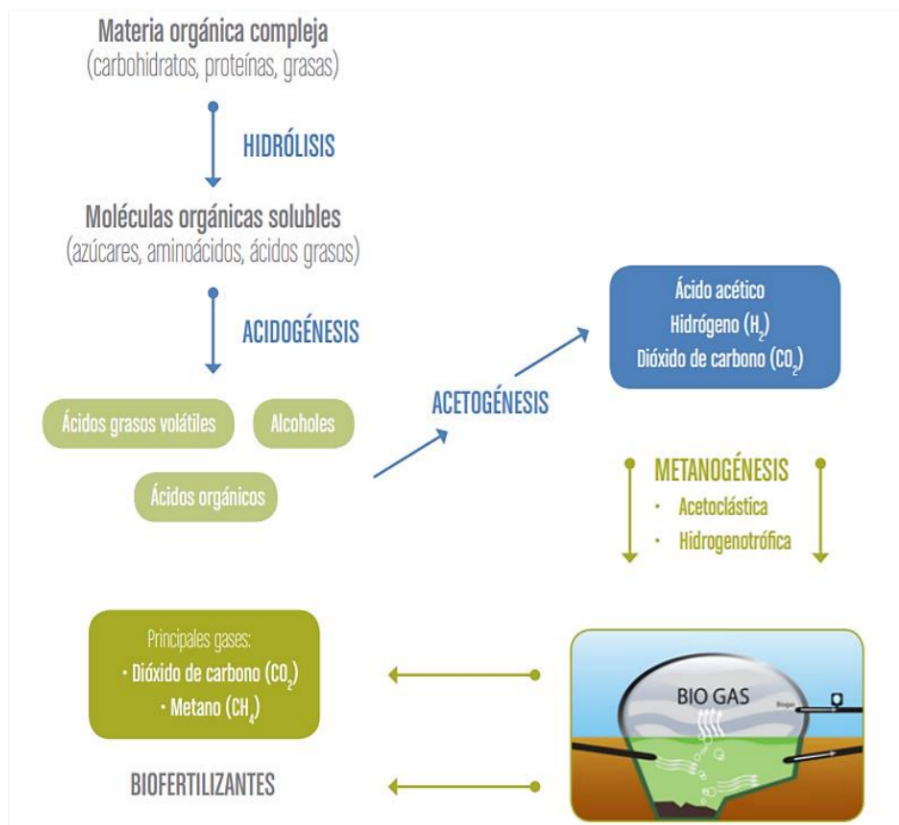 Materia orgánica compleja
(carbohidratos, proteínas, grasas)
HIDRÓLISIS
Moléculas orgánicas solubles
(azúcares, aminoácidos, ácidos grasos)
ACIDOGÉNESIS
Ácidos grasos volátiles
Alcoholes
Ácidos orgánicos
ACETOGÉNESIS
Ácido acético
Hidrógeno (H₂)
Dióxido de carbono (CO₂)
METANOGÉNESIS
· Acetoclástica
· Hidrogenotrófica
BIO GAS
Biogas
Principales gases:
· Dióxido de carbono (CO₂)
· Metano (CH₄)
BIOFERTILIZANTES